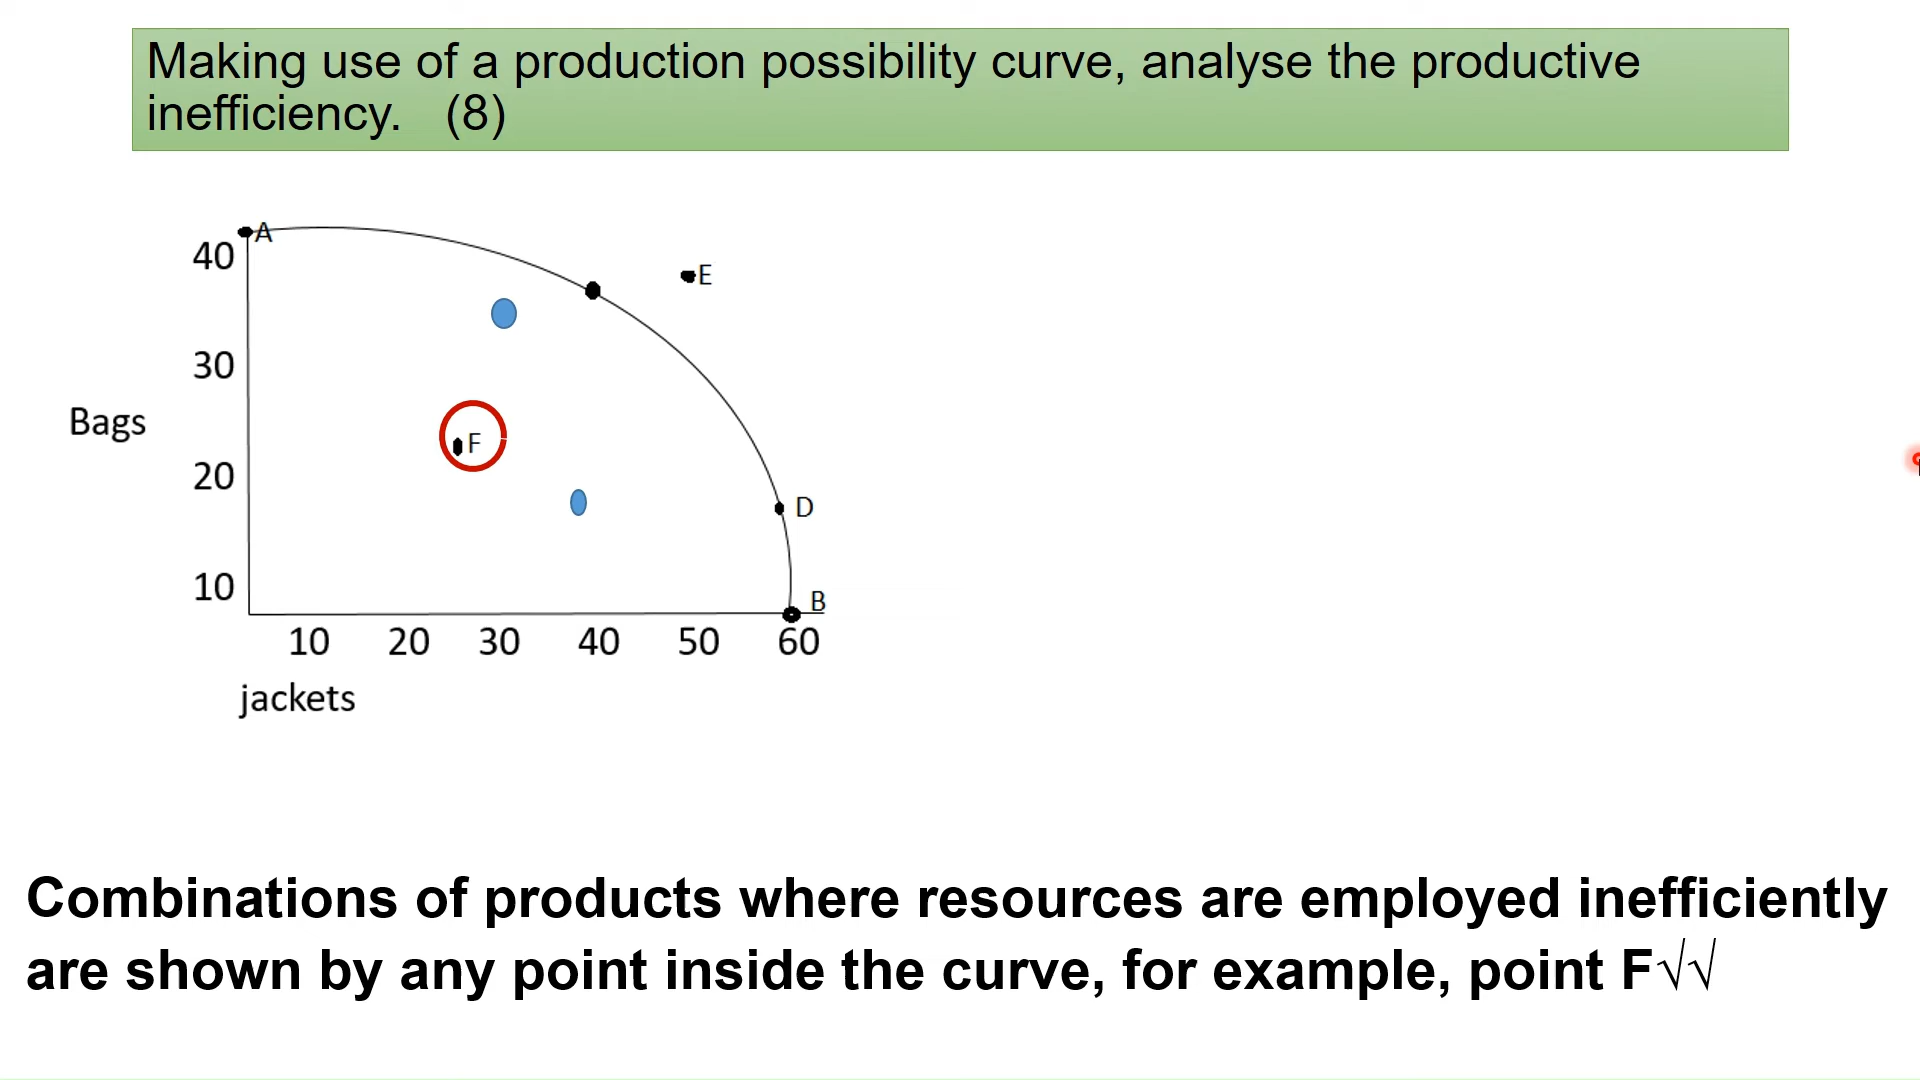 Making use of a production possibility curve, analyse the productive
inefficiency. (8)
A
40
E
30
Bags
F
20
D
10
B
10 20 30 40 50 60
jackets
Combinations of products where resources are employed inefficiently
are shown by any point inside the curve, for example, point F√√